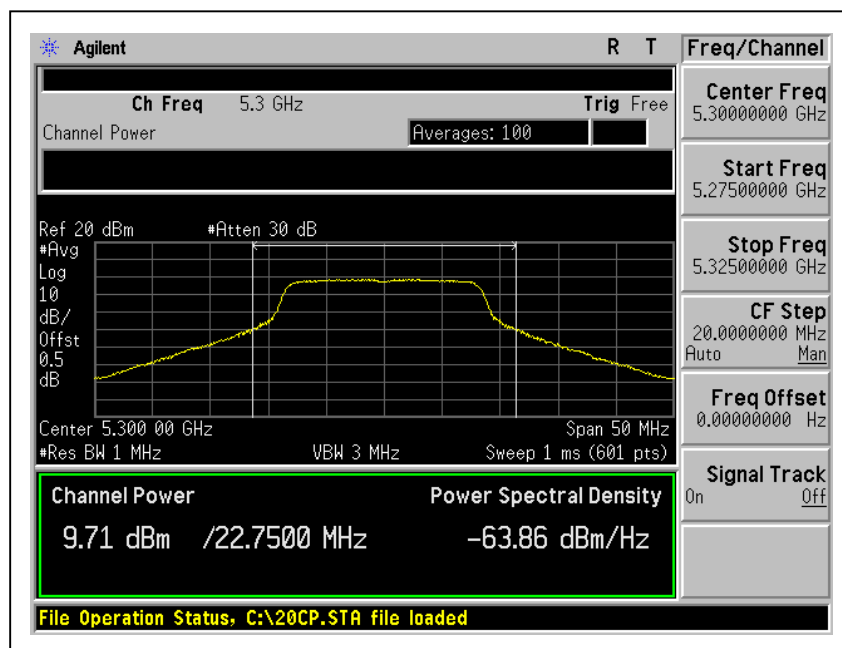 Agilent R T Freq/Channel
Ch Freq 5.3 GHz Trig Free
Channel Power Averages: 100
Center Freq
5.30000000 GHz
Start Freq
5.27500000 GHz
Stop Freq
5.32500000 GHz
CF Step
20.0000000 MHz
Auto Man
Freq Offset
0.00000000 Hz
Signal Track
On Off
Ref 20 dBm #Atten 30 dB
#Avg
Log
10
dB/
Offst
0.5
dB
Center 5.300 00 GHz Span 50 MHz
#Res BW 1 MHz VBW 3 MHz Sweep 1 ms (601 pts)
Channel Power Power Spectral Density
9.71 dBm /22.7500 MHz -63.86 dBm/Hz
File Operation Status, C:\20CP.STA file loaded